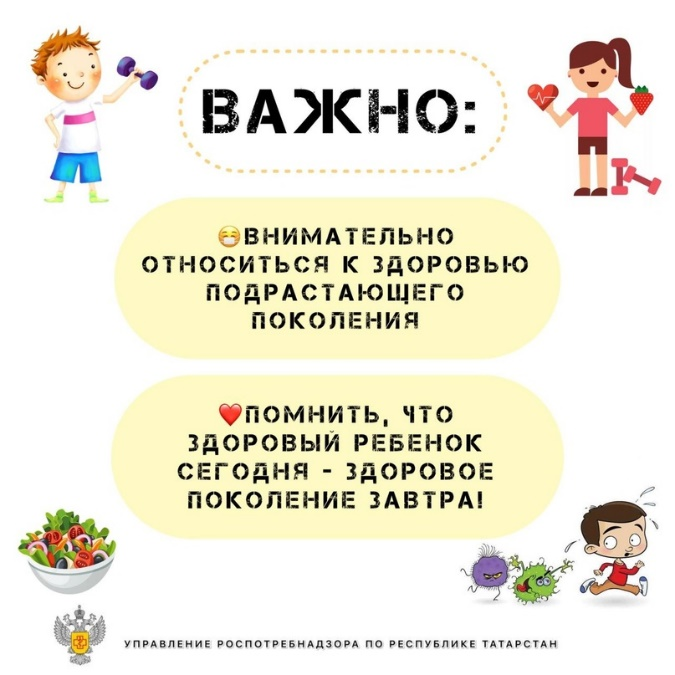 ВАЖНО:
😷ВНИМАТЕЛЬНО
ОТНОСИТЬСЯ К ЗДОРОВЬЮ
ПОДРАСТАЮЩЕГО
ПОКОЛЕНИЯ
❤️ПОМНИТЬ, ЧТО
ЗДОРОВЫЙ РЕБЕНОК
СЕГОДНЯ - ЗДОРОВОЕ
ПОКОЛЕНИЕ ЗАВТРА!
УПРАВЛЕНИЕ РОСПОТРЕБНАДЗОРА ПО РЕСПУБЛИКЕ ТАТАРСТАН